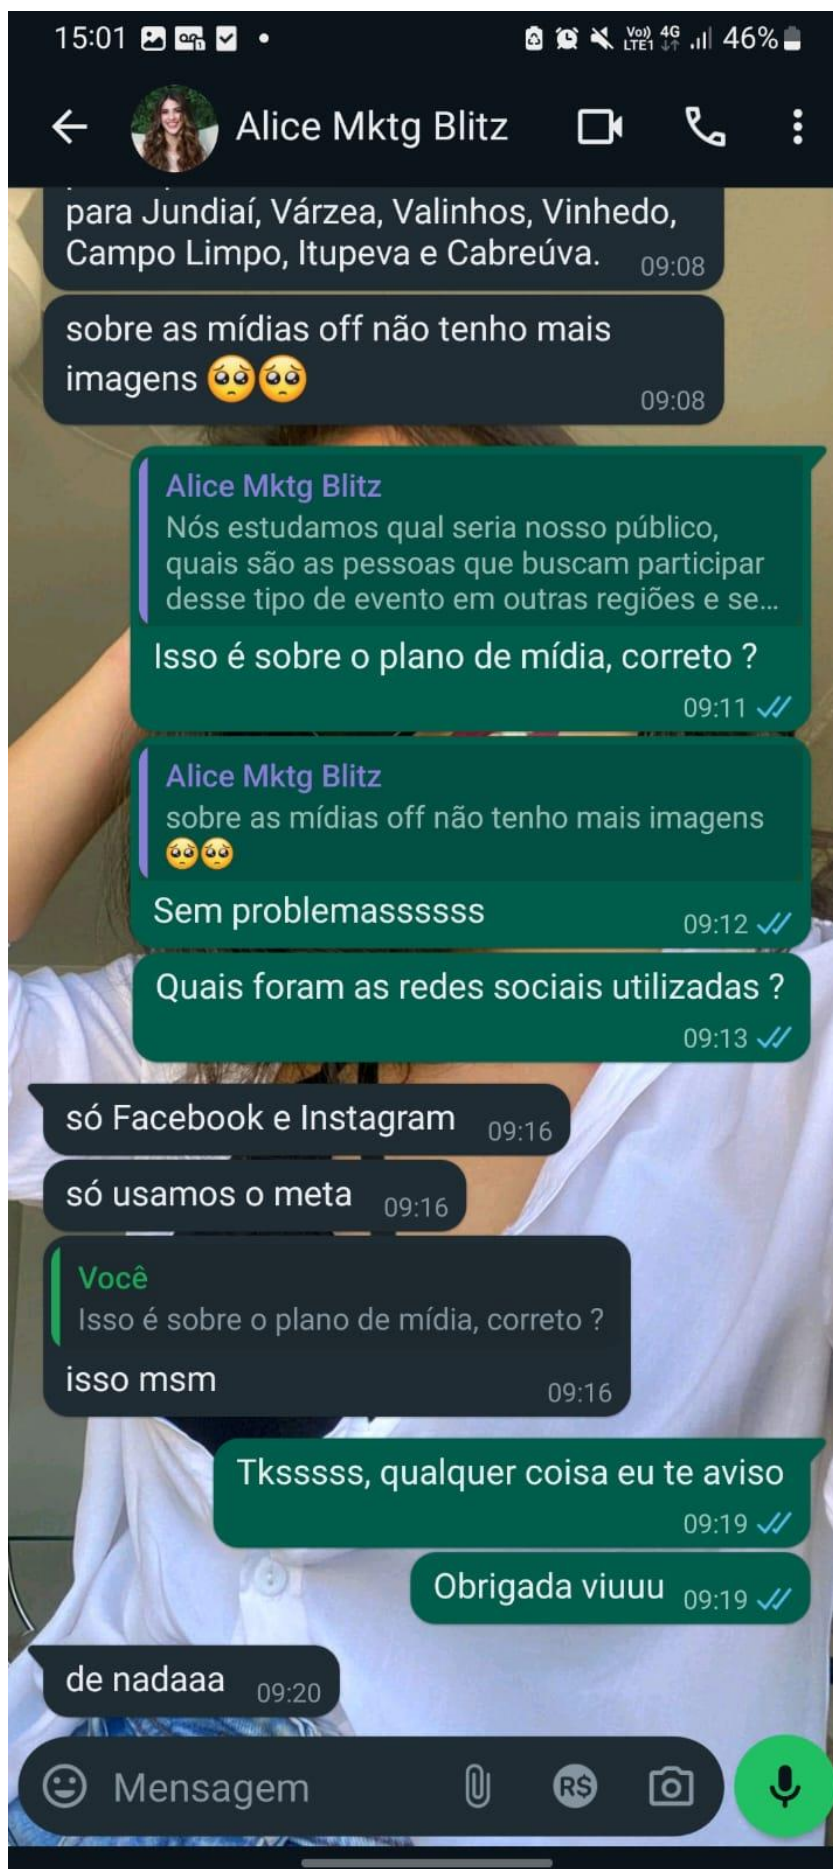 15:01
Vo)) LTE1 4G 46%
Alice Mktg Blitz
para Jundiaí, Várzea, Valinhos, Vinhedo,
Campo Limpo, Itupeva e Cabreúva. 09:08
sobre as mídias off não tenho mais
imagens 🥺🥺
09:08
Alice Mktg Blitz
Nós estudamos qual seria nosso público,
quais são as pessoas que buscam participar
desse tipo de evento em outras regiões e se...
Isso é sobre o plano de mídia, correto ?
09:11
Alice Mktg Blitz
sobre as mídias off não tenho mais imagens
🥺🥺
Sem problemassssss 09:12
Quais foram as redes sociais utilizadas ?
09:13
só Facebook e Instagram 09:16
só usamos o meta 09:16
Você
Isso é sobre o plano de mídia, correto ?
isso msm 09:16
Tksssss, qualquer coisa eu te aviso
09:19
Obrigada viuuu 09:19
de nadaaa 09:20
Mensagem R$